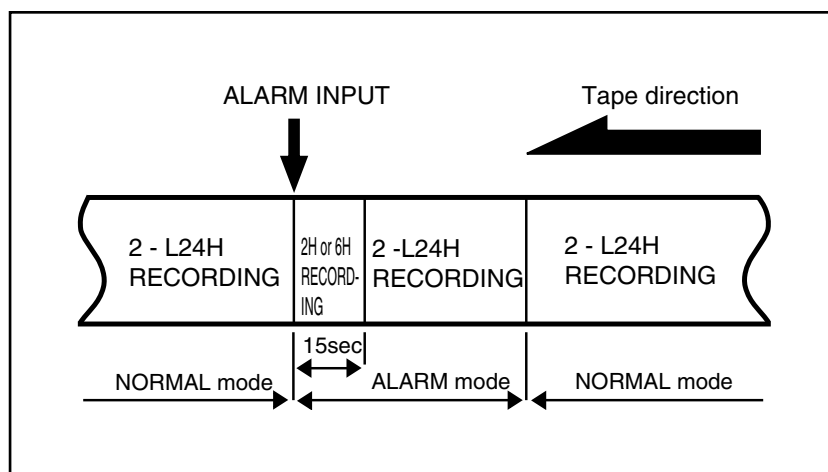 ALARM INPUT
Tape direction
2 - L24H
RECORDING
2H or 6H
RECORD-
ING
2 -L24H
RECORDING
2 - L24H
RECORDING
15sec
NORMAL mode
ALARM mode
NORMAL mode